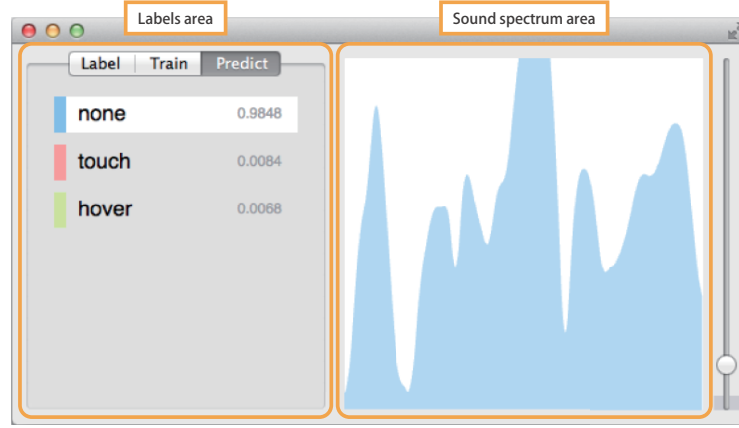 Labels area
Sound spectrum area
Label Train Predict
none 0.9848
touch 0.0084
hover 0.0068